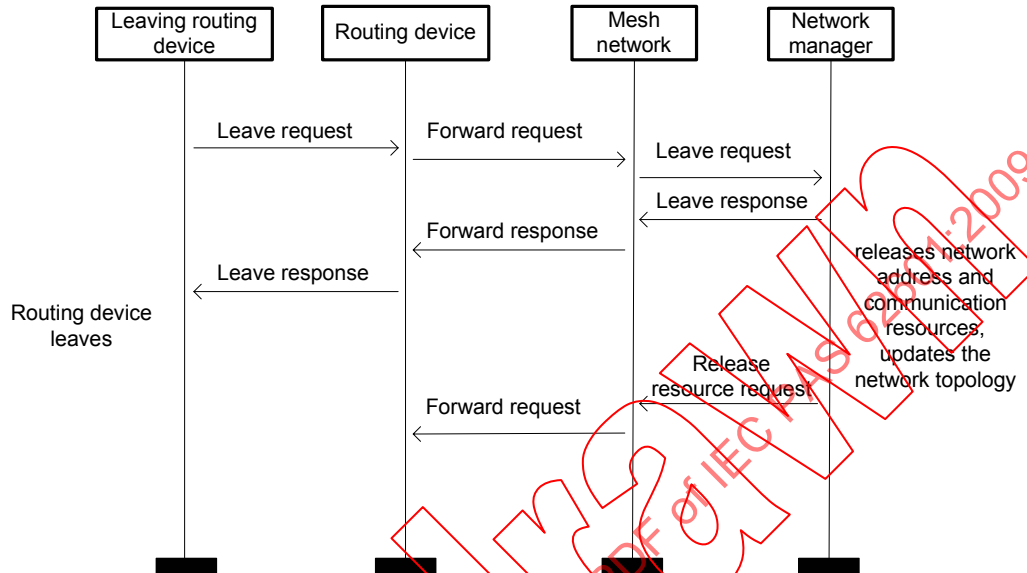 Leaving routing
device
Routing device
Mesh
network
Network
manager
Leave request
Forward request
Leave request
Leave response
Forward response
Leave response
releases network
address and
communication
resources,
updates the
network topology
Routing device
leaves
Release
resource request
Forward request
PDF of IEC PAS 62601:2009